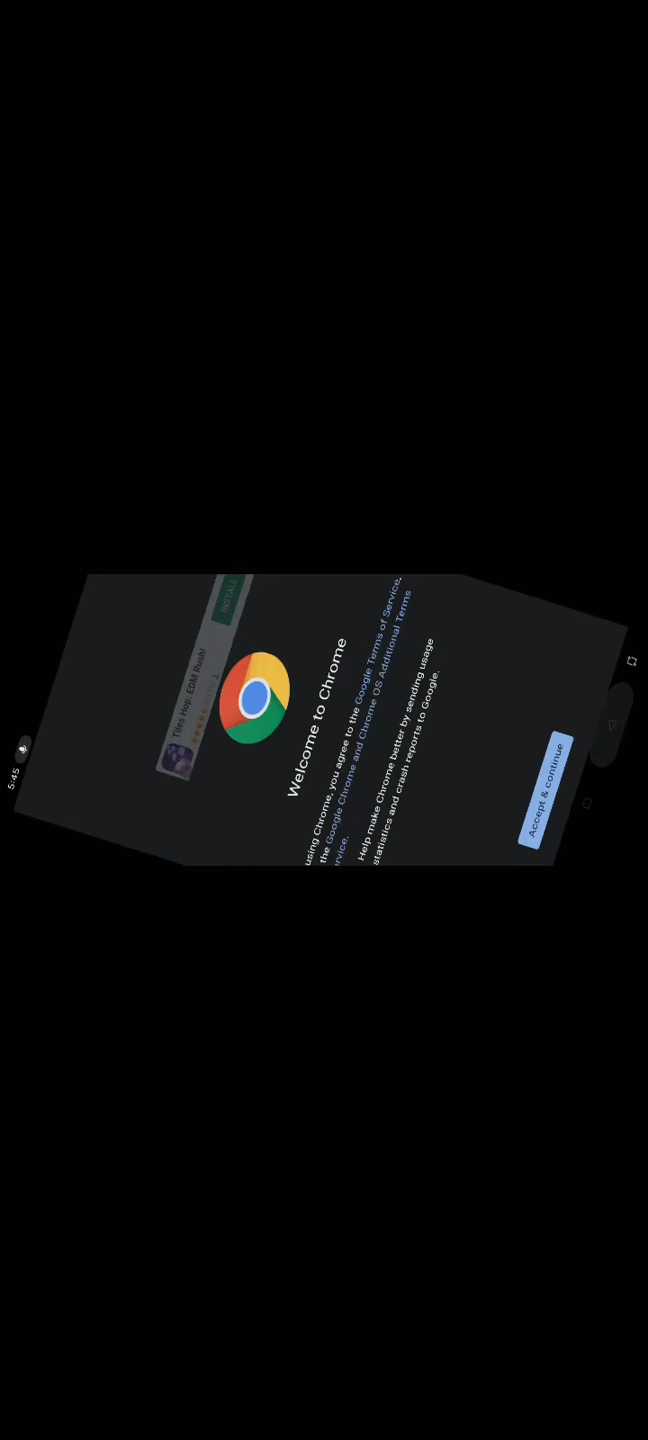 5:45
Tiles Hop: EDM Rush!
INSTALL
Welcome to Chrome
using Chrome, you agree to the Google Terms of Service,
the Google Chrome and Chrome OS Additional Terms
Help make Chrome better by sending usage
statistics and crash reports to Google.
Accept & continue